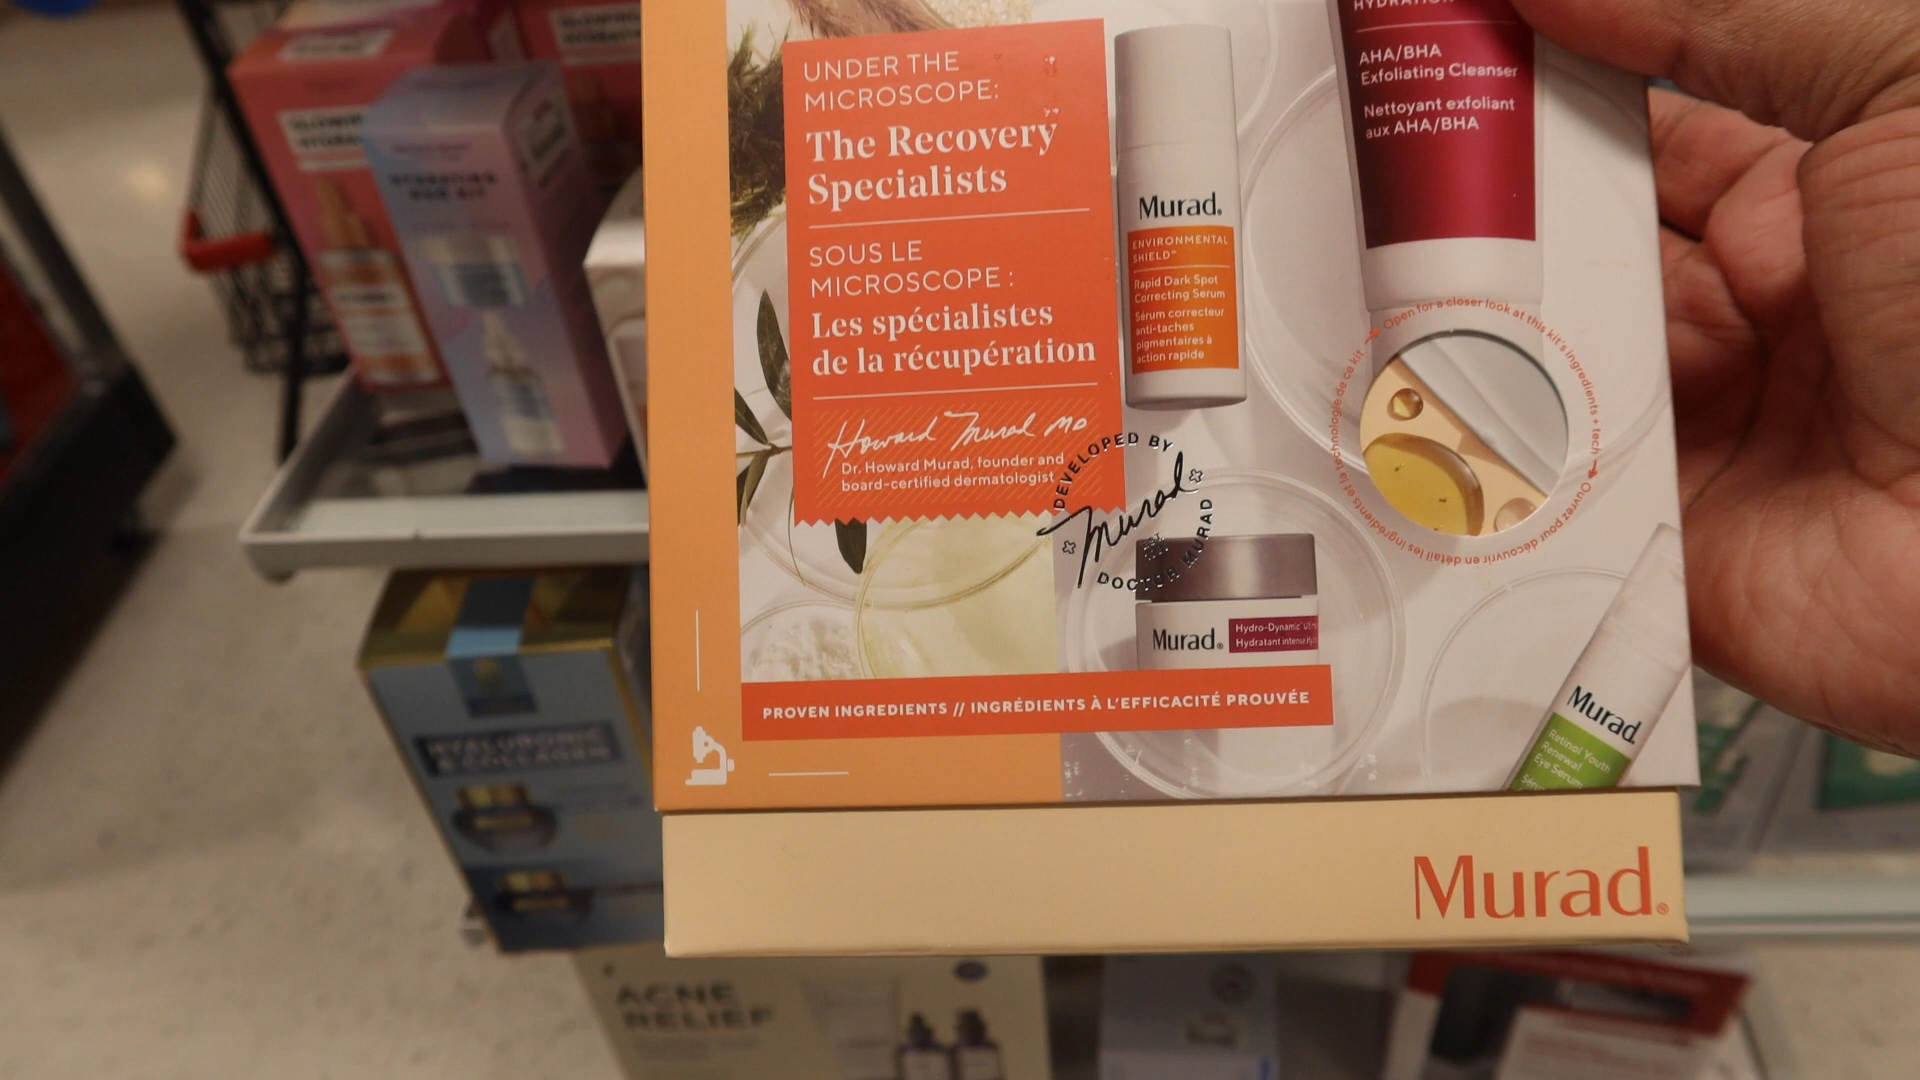 UNDER THE
MICROSCOPE:
The Recovery
Specialists
SOUS LE
MICROSCOPE :
Les spécialistes
de la récupération
Howard Murad MD
Dr. Howard Murad, founder and
board-certified dermatologist
DEVELOPED BY
Murad
DOCTOR MURAD
Murad.
ENVIRONMENTAL
SHIELD™
Rapid Dark Spot
Correcting Serum
Sérum correcteur
anti-taches
pigmentaires à
action rapide
HYDRATION
AHA/BHA
Exfoliating Cleanser
Nettoyant exfoliant
aux AHA/BHA
Open for a closer look at this kit's ingredients + tech
Ouvrez pour découvrir en détail les ingrédients et la technologie de ce kit
Murad®
Hydro-Dynamic
Hydratant intense
Murad.
Retinol Youth
Renewal
Eye Serum
PROVEN INGREDIENTS // INGRÉDIENTS À L'EFFICACITÉ PROUVÉE
Murad®
HYDRATING
HYALURONIC
& COLLAGEN
ACNE
RELIEF